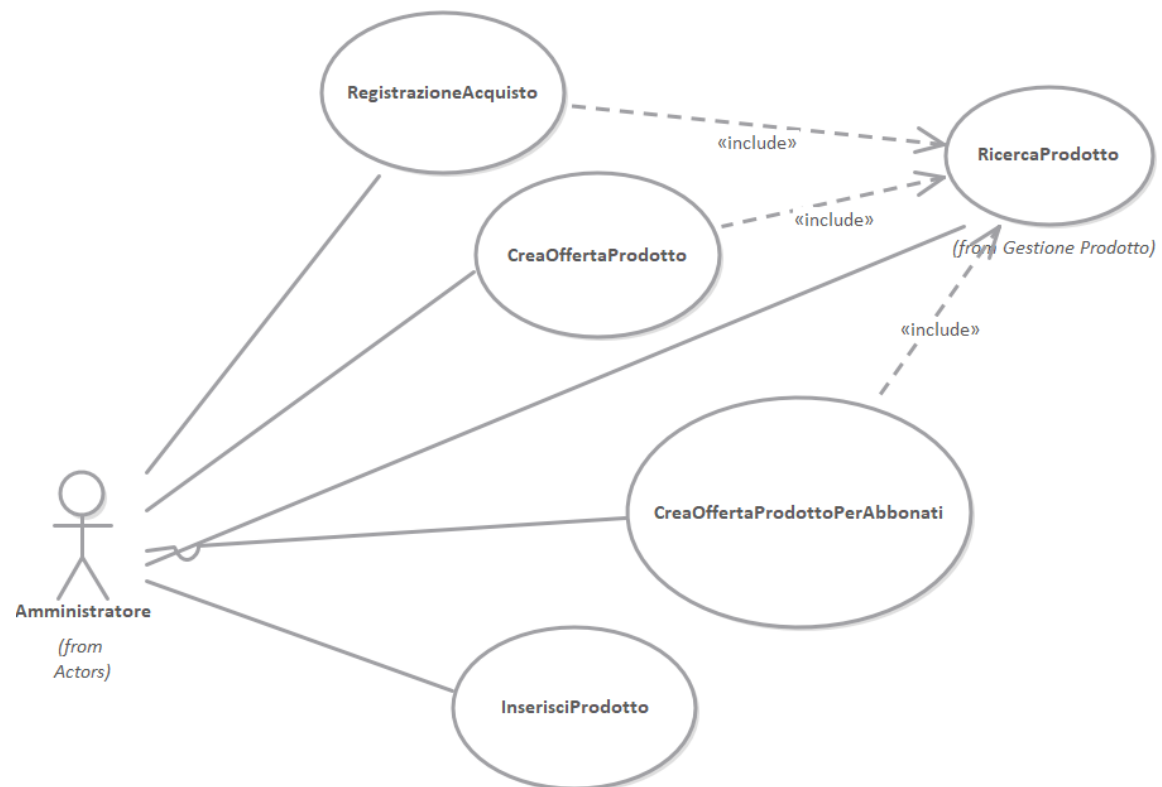 RegistrazioneAcquisto
«include»
RicercaProdotto
(from Gestione Prodotto)
«include»
CreaOffertaProdotto
«include»
CreaOffertaProdottoPerAbbonati
Amministratore
(from
Actors)
InserisciProdotto